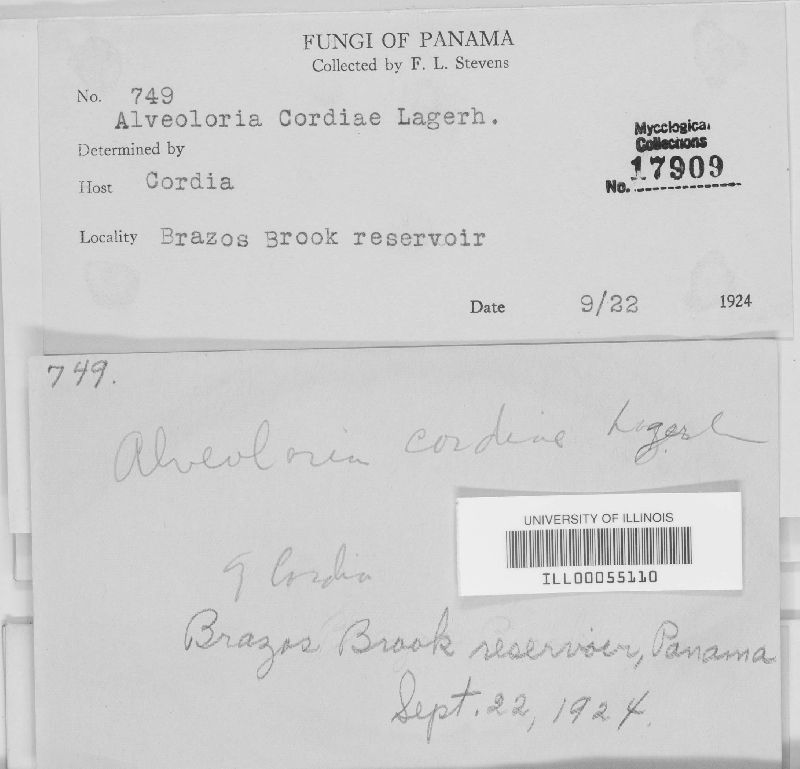 FUNGI OF PANAMA
Collected by F. L. Stevens
No. 749
Alveoloria Cordiae Lagerh.
Determined by
Host Cordia
Locality Brazos Brook reservoir
Date 9/22 1924
Mycological
Collections
No. 17909
749.
Alveoloria cordiae Lagerh
UNIVERSITY OF ILLINOIS
ILL00055110
Cordia
Brazos Brook reservoir, Panama
Sept. 22, 1924.